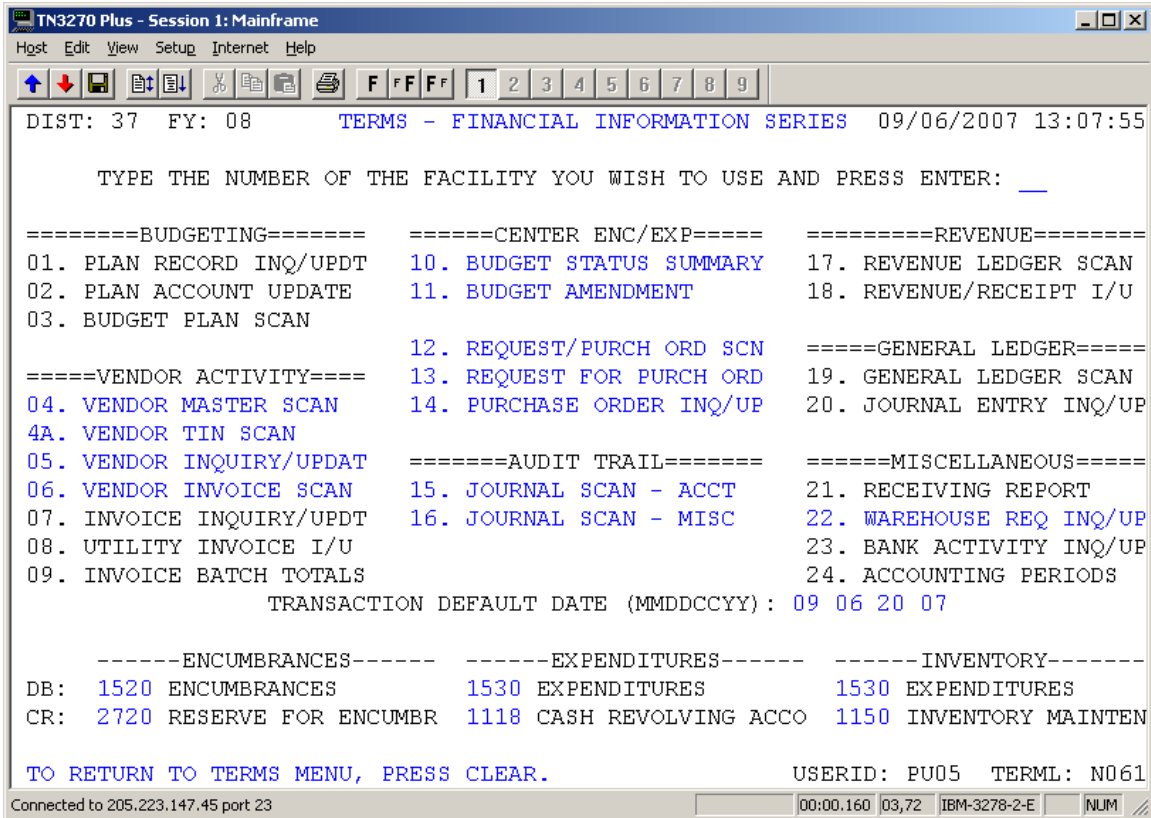 TN3270 Plus - Session 1: Mainframe
Host Edit View Setup Internet Help
F FF FF 1 2 3 4 5 6 7 8 9
DIST: 37 FY: 08 TERMS - FINANCIAL INFORMATION SERIES 09/06/2007 13:07:55
TYPE THE NUMBER OF THE FACILITY YOU WISH TO USE AND PRESS ENTER: __
========BUDGETING======= ======CENTER ENC/EXP===== =========REVENUE========
01. PLAN RECORD INQ/UPDT 10. BUDGET STATUS SUMMARY 17. REVENUE LEDGER SCAN
02. PLAN ACCOUNT UPDATE 11. BUDGET AMENDMENT 18. REVENUE/RECEIPT I/U
03. BUDGET PLAN SCAN
12. REQUEST/PURCH ORD SCN =====GENERAL LEDGER=====
=====VENDOR ACTIVITY==== 13. REQUEST FOR PURCH ORD 19. GENERAL LEDGER SCAN
04. VENDOR MASTER SCAN 14. PURCHASE ORDER INQ/UP 20. JOURNAL ENTRY INQ/UP
4A. VENDOR TIN SCAN
05. VENDOR INQUIRY/UPDAT =======AUDIT TRAIL======= ======MISCELLANEOUS=====
06. VENDOR INVOICE SCAN 15. JOURNAL SCAN - ACCT 21. RECEIVING REPORT
07. INVOICE INQUIRY/UPDT 16. JOURNAL SCAN - MISC 22. WAREHOUSE REQ INQ/UP
08. UTILITY INVOICE I/U 23. BANK ACTIVITY INQ/UP
09. INVOICE BATCH TOTALS 24. ACCOUNTING PERIODS
TRANSACTION DEFAULT DATE (MMDDCCYY): 09 06 20 07
------ENCUMBRANCES------ ------EXPENDITURES------ ------INVENTORY-------
DB: 1520 ENCUMBRANCES 1530 EXPENDITURES 1530 EXPENDITURES
CR: 2720 RESERVE FOR ENCUMBR 1118 CASH REVOLVING ACCO 1150 INVENTORY MAINTEN
TO RETURN TO TERMS MENU, PRESS CLEAR. USERID: PU05 TERML: N061
Connected to 205.223.147.45 port 23 00:00.160 03,72 IBM-3278-2-E NUM